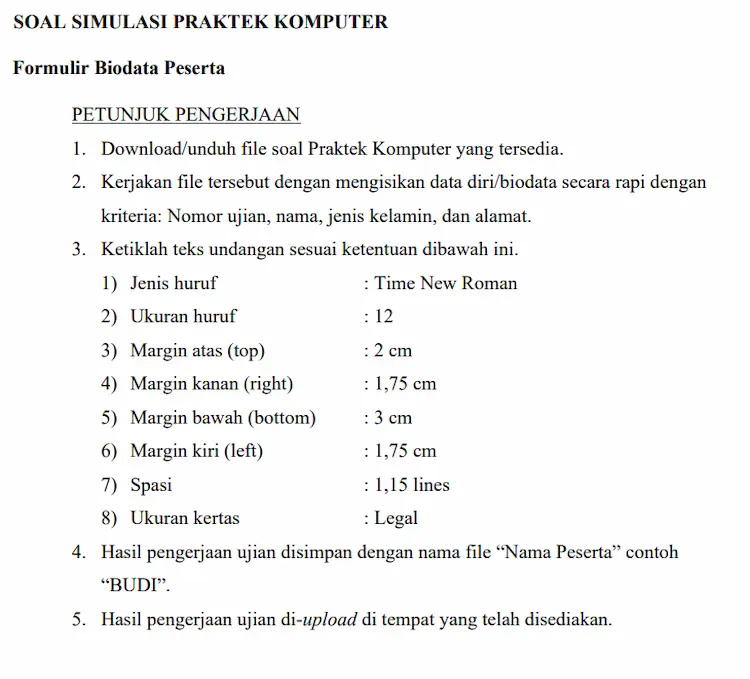 SOAL SIMULASI PRAKTEK KOMPUTER
Formulir Biodata Peserta
PETUNJUK PENGERJAAN
1. Download/unduh file soal Praktek Komputer yang tersedia.
2. Kerjakan file tersebut dengan mengisikan data diri/biodata secara rapi dengan
kriteria: Nomor ujian, nama, jenis kelamin, dan alamat.
3. Ketiklah teks undangan sesuai ketentuan dibawah ini.
1) Jenis huruf : Time New Roman
2) Ukuran huruf : 12
3) Margin atas (top) : 2 cm
4) Margin kanan (right) : 1,75 cm
5) Margin bawah (bottom) : 3 cm
6) Margin kiri (left) : 1,75 cm
7) Spasi : 1,15 lines
8) Ukuran kertas : Legal
4. Hasil pengerjaan ujian disimpan dengan nama file “Nama Peserta” contoh
“BUDI”.
5. Hasil pengerjaan ujian di-upload di tempat yang telah disediakan.